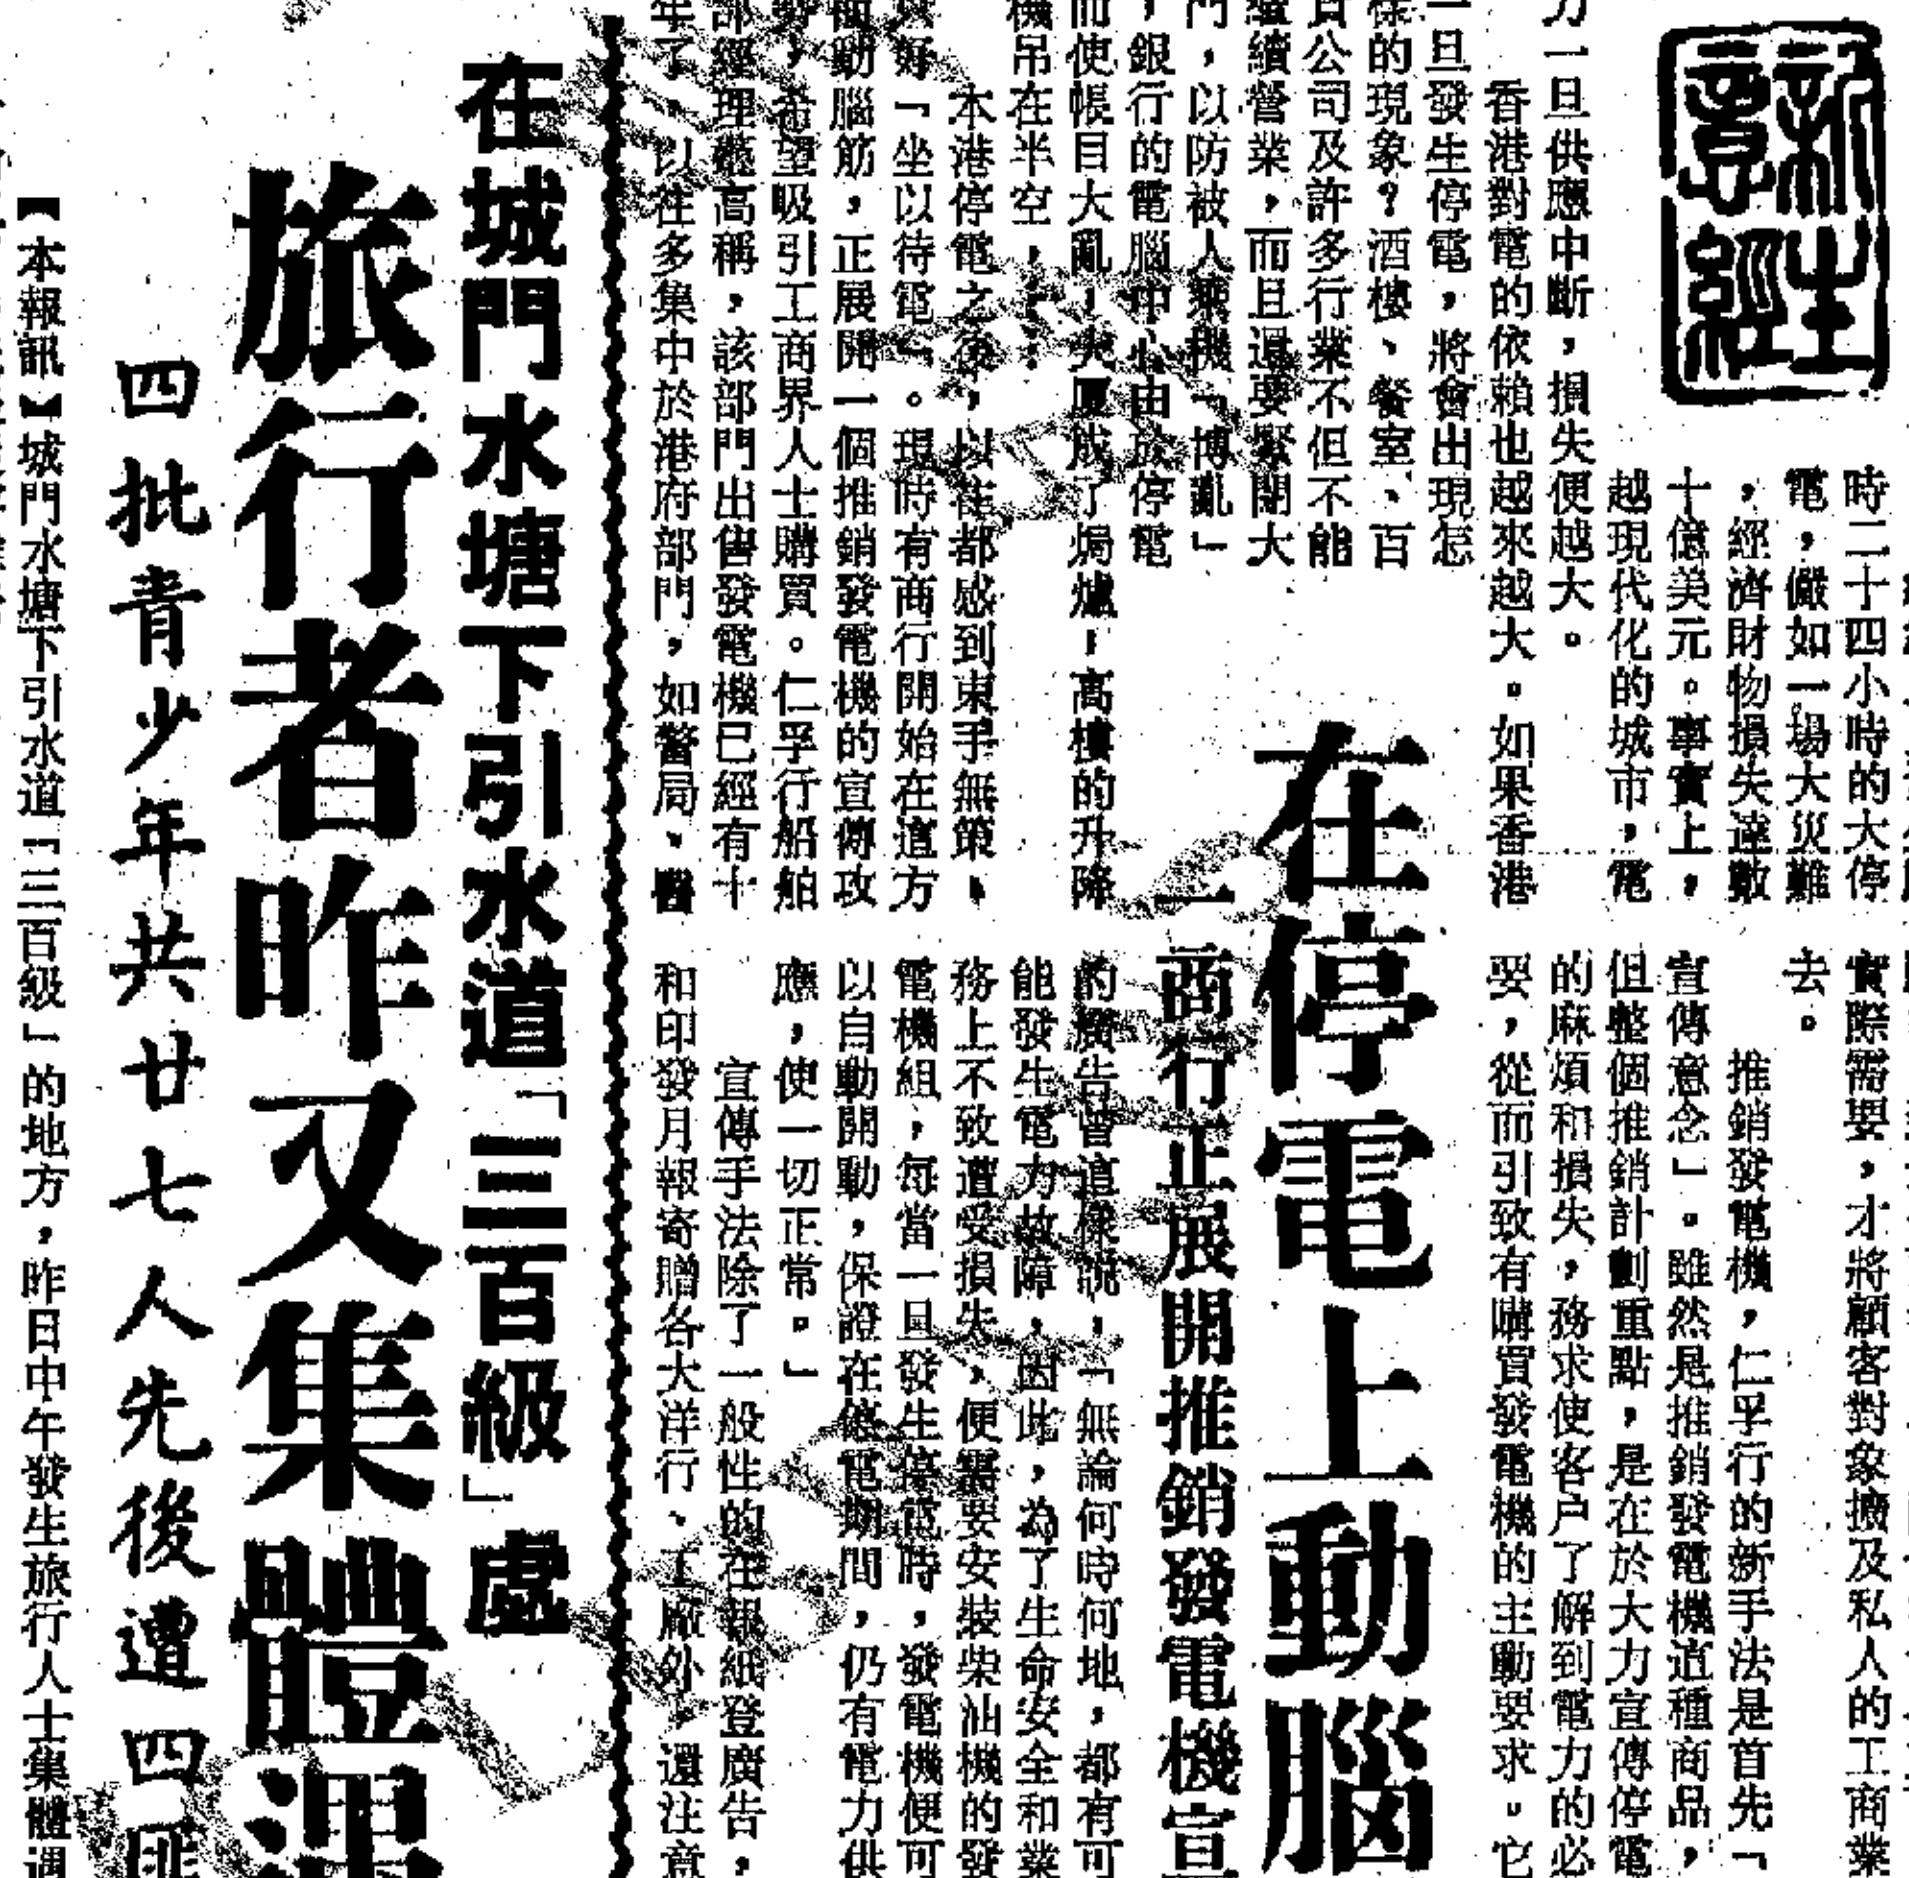 新生
意經
時二十四小時的大停
電,儼如一場大災難
,經濟財物損失達數
十億美元。事實上,
越現代化的城市,電
力一旦供應中斷,損失便越大。
香港對電的依賴也越來越大。如果香港
一旦發生停電,將會出現怎
樣的現象?酒樓、餐室、百
貨公司及許多行業不但不能
繼續營業,而且還要緊閉大
門,以防被人乘機「博亂」
,銀行的電腦中心由於停電
而使帳目大亂,大厦成了焗爐,高樓的升降
機吊在半空,……
本港停電之後,以往都感到束手無策,
只好「坐以待電」。現時有商行開始在這方
面動腦筋,正展開一個推銷發電機的宣傳攻
勢,希望吸引工商界人士購買。仁孚行船舶
部經理高稱,該部門出售發電機已經有十
年了,以往多集中於港府部門,如警局、醫
在停電上動腦
一商行正展開推銷發電機宣
實際需要,才將顧客對象擴及私人的工商業
去。
推銷發電機,仁孚行的新手法是首先「
宣傳意念」。雖然是推銷發電機這種商品,
但整個推銷計劃重點,是在於大力宣傳停電
的麻煩和損失,務求使客户了解到電力的必
要,從而引致有購買發電機的主動要求。它
的廣告曾這樣說,「無論何時何地,都有可
能發生電力故障,因此,為了生命安全和業
務上不致遭受損失,便需要安裝柴油機的發
電機組,每當一旦發生停電時,發電機便可
以自動開動,保證在停電期間,仍有電力供
應,使一切正常。」
宣傳手法除了一般性的在報紙登廣告,
和印發月報寄贈各大洋行、工廠外,還注意
在城門水塘下引水道「三百級」處
旅行者昨又集體遇
四批青少年共廿七人先後遭四匪
【本報訊】城門水塘下引水道「三百級」的地方,昨日中午發生旅行人士集體遇